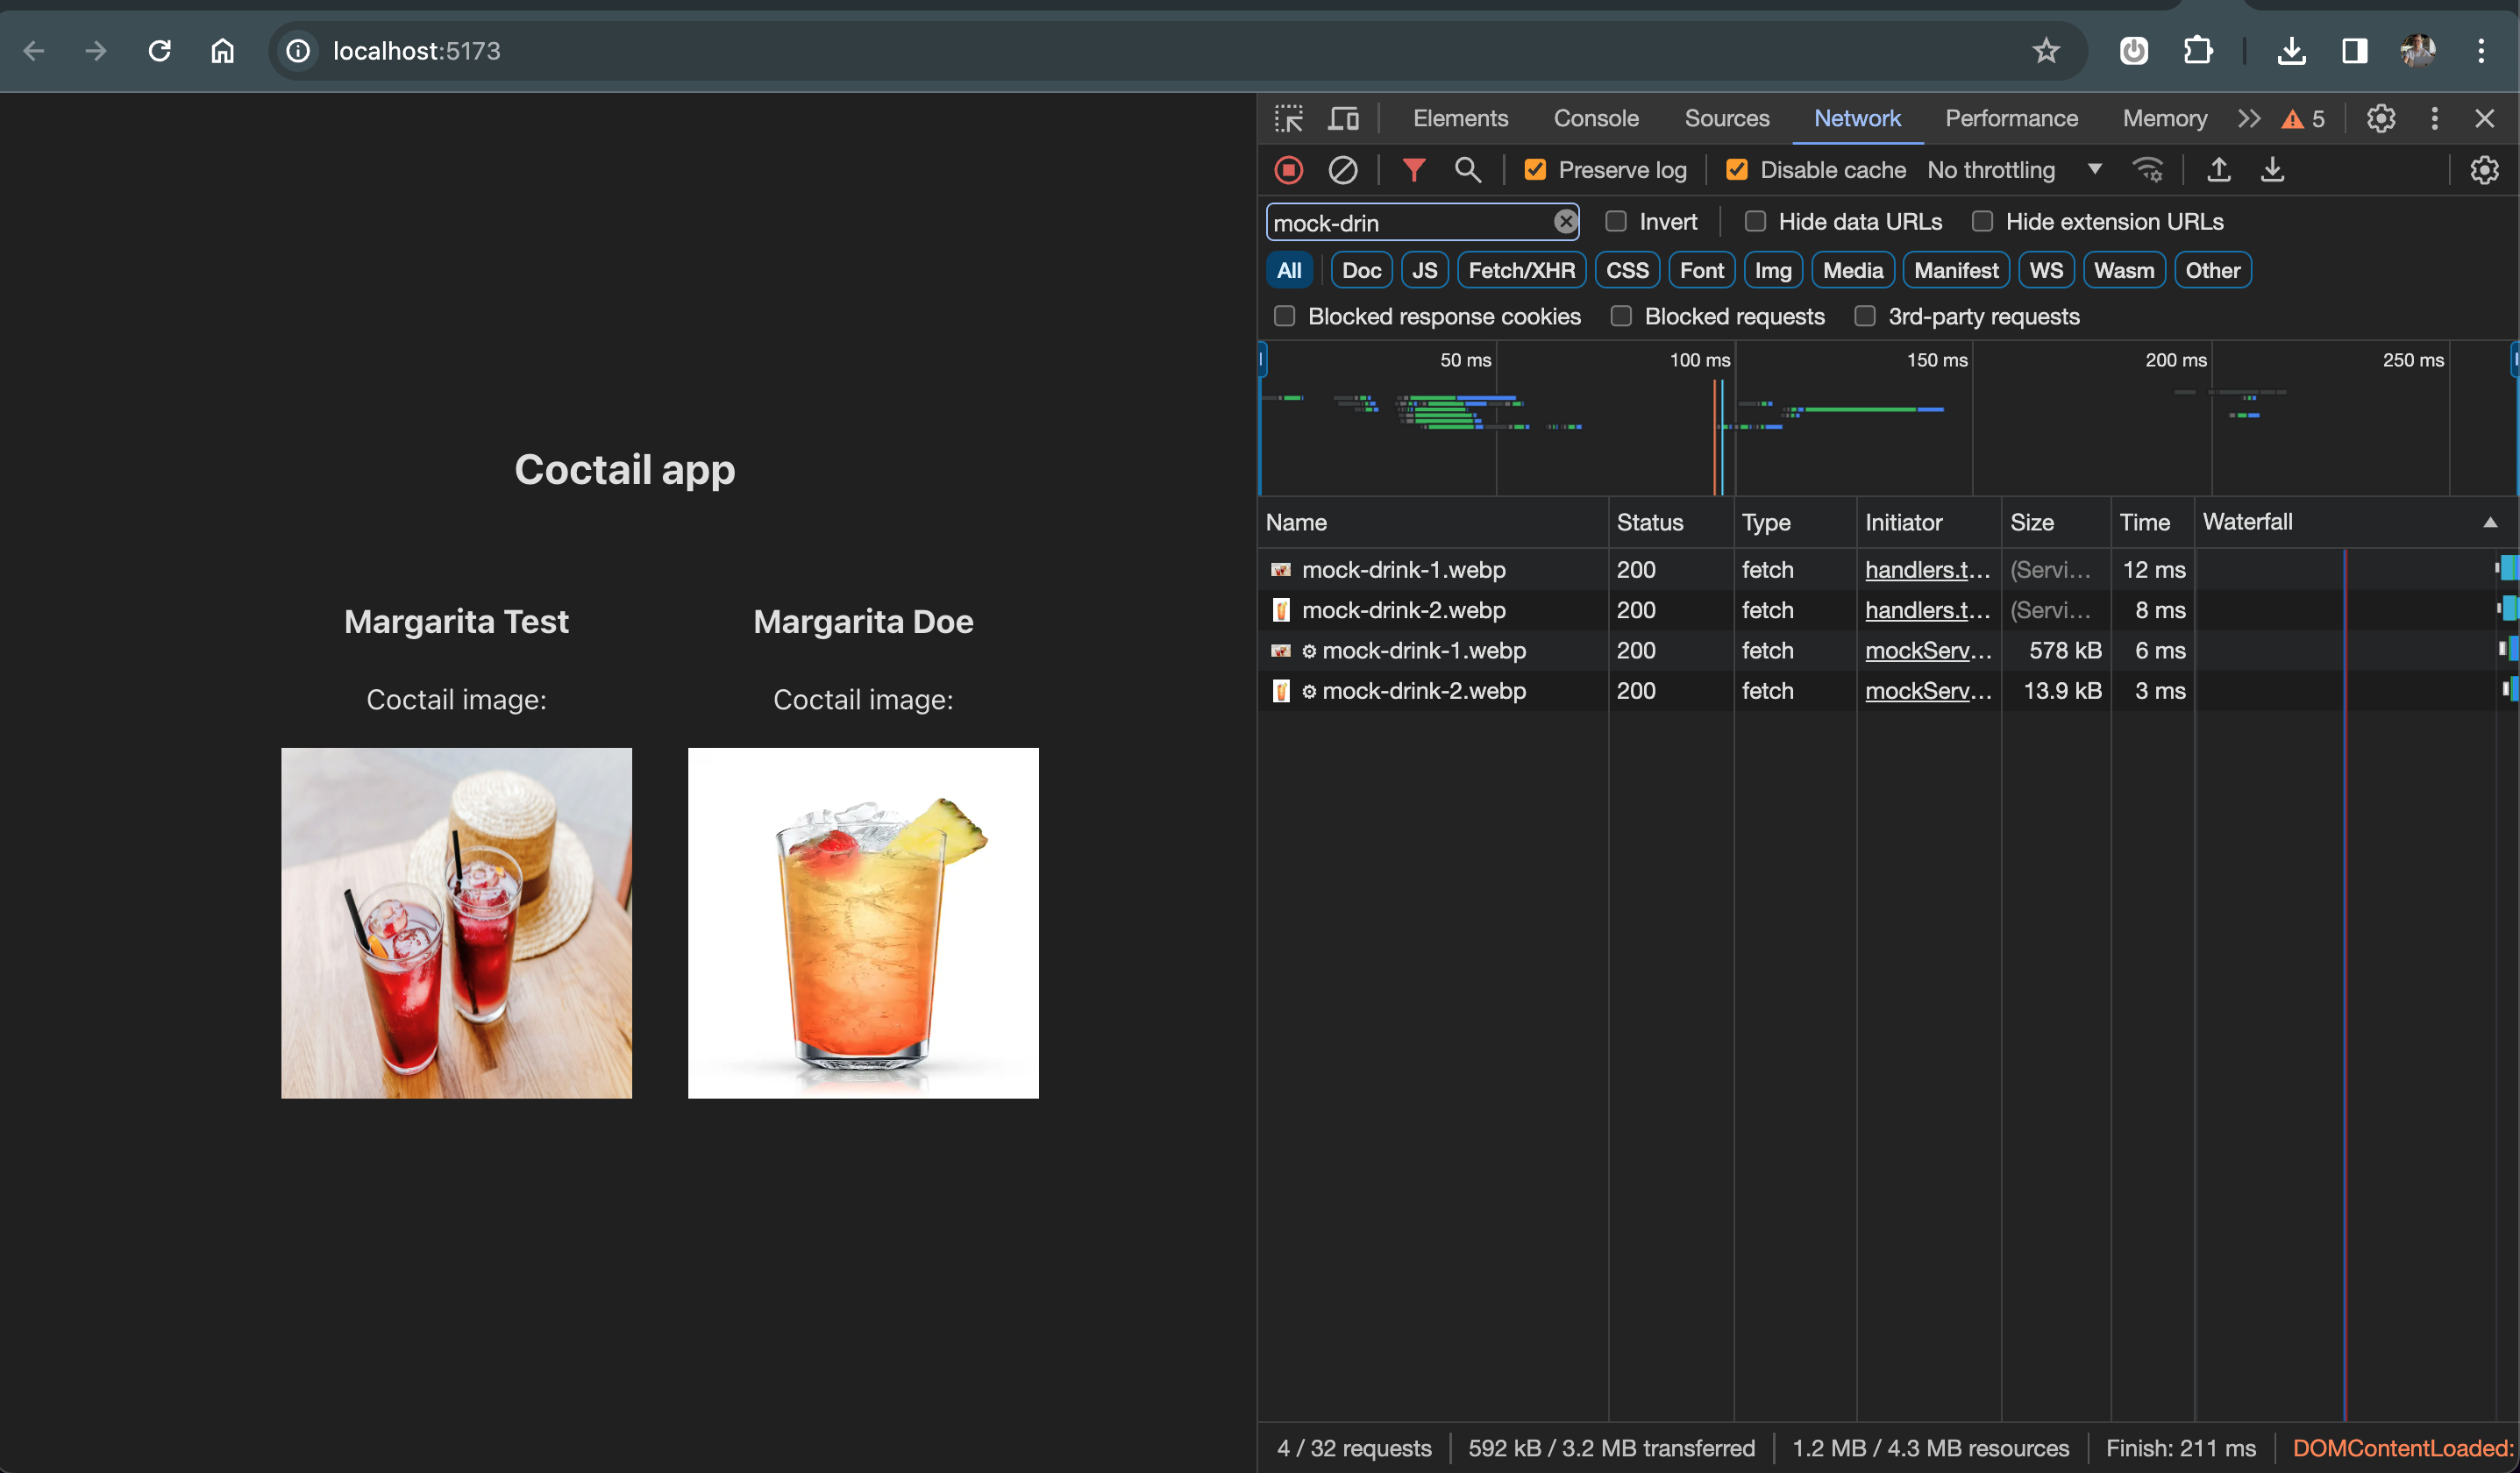 localhost:5173
Elements Console Sources Network Performance Memory 5
Preserve log Disable cache No throttling
mock-drin Invert Hide data URLs Hide extension URLs
All Doc JS Fetch/XHR CSS Font Img Media Manifest WS Wasm Other
Blocked response cookies Blocked requests 3rd-party requests
50 ms 100 ms 150 ms 200 ms 250 ms
Name Status Type Initiator Size Time Waterfall
mock-drink-1.webp 200 fetch handlers.t... (Servi... 12 ms
mock-drink-2.webp 200 fetch handlers.t... (Servi... 8 ms
mock-drink-1.webp 200 fetch mockServ... 578 kB 6 ms
mock-drink-2.webp 200 fetch mockServ... 13.9 kB 3 ms
4 / 32 requests 592 kB / 3.2 MB transferred 1.2 MB / 4.3 MB resources Finish: 211 ms DOMContentLoaded:
Coctail app
Margarita Test
Coctail image:
Margarita Doe
Coctail image: